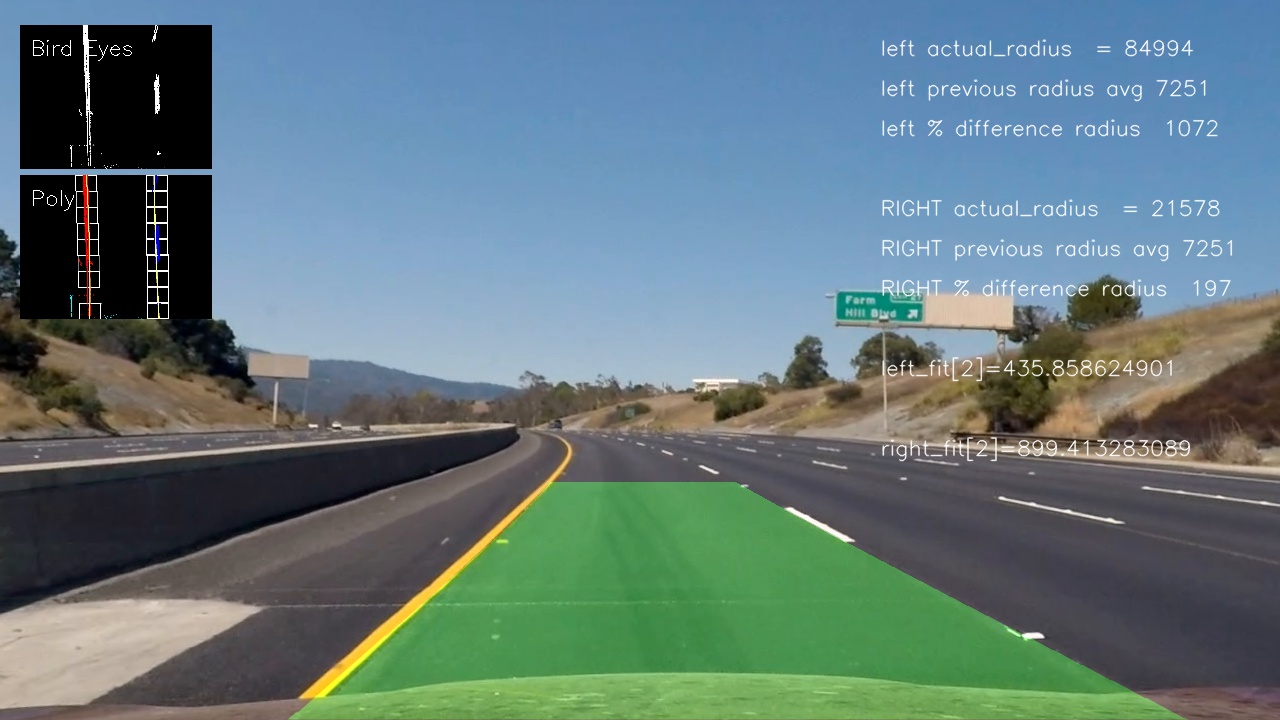 Bird Eyes
Poly
left actual_radius = 84994
left previous radius avg 7251
left % difference radius 1072
RIGHT actual_radius = 21578
RIGHT previous radius avg 7251
RIGHT % difference radius 197
Farm
Hill Blvd
left_fit[2]=435.858624901
right_fit[2]=899.413283089